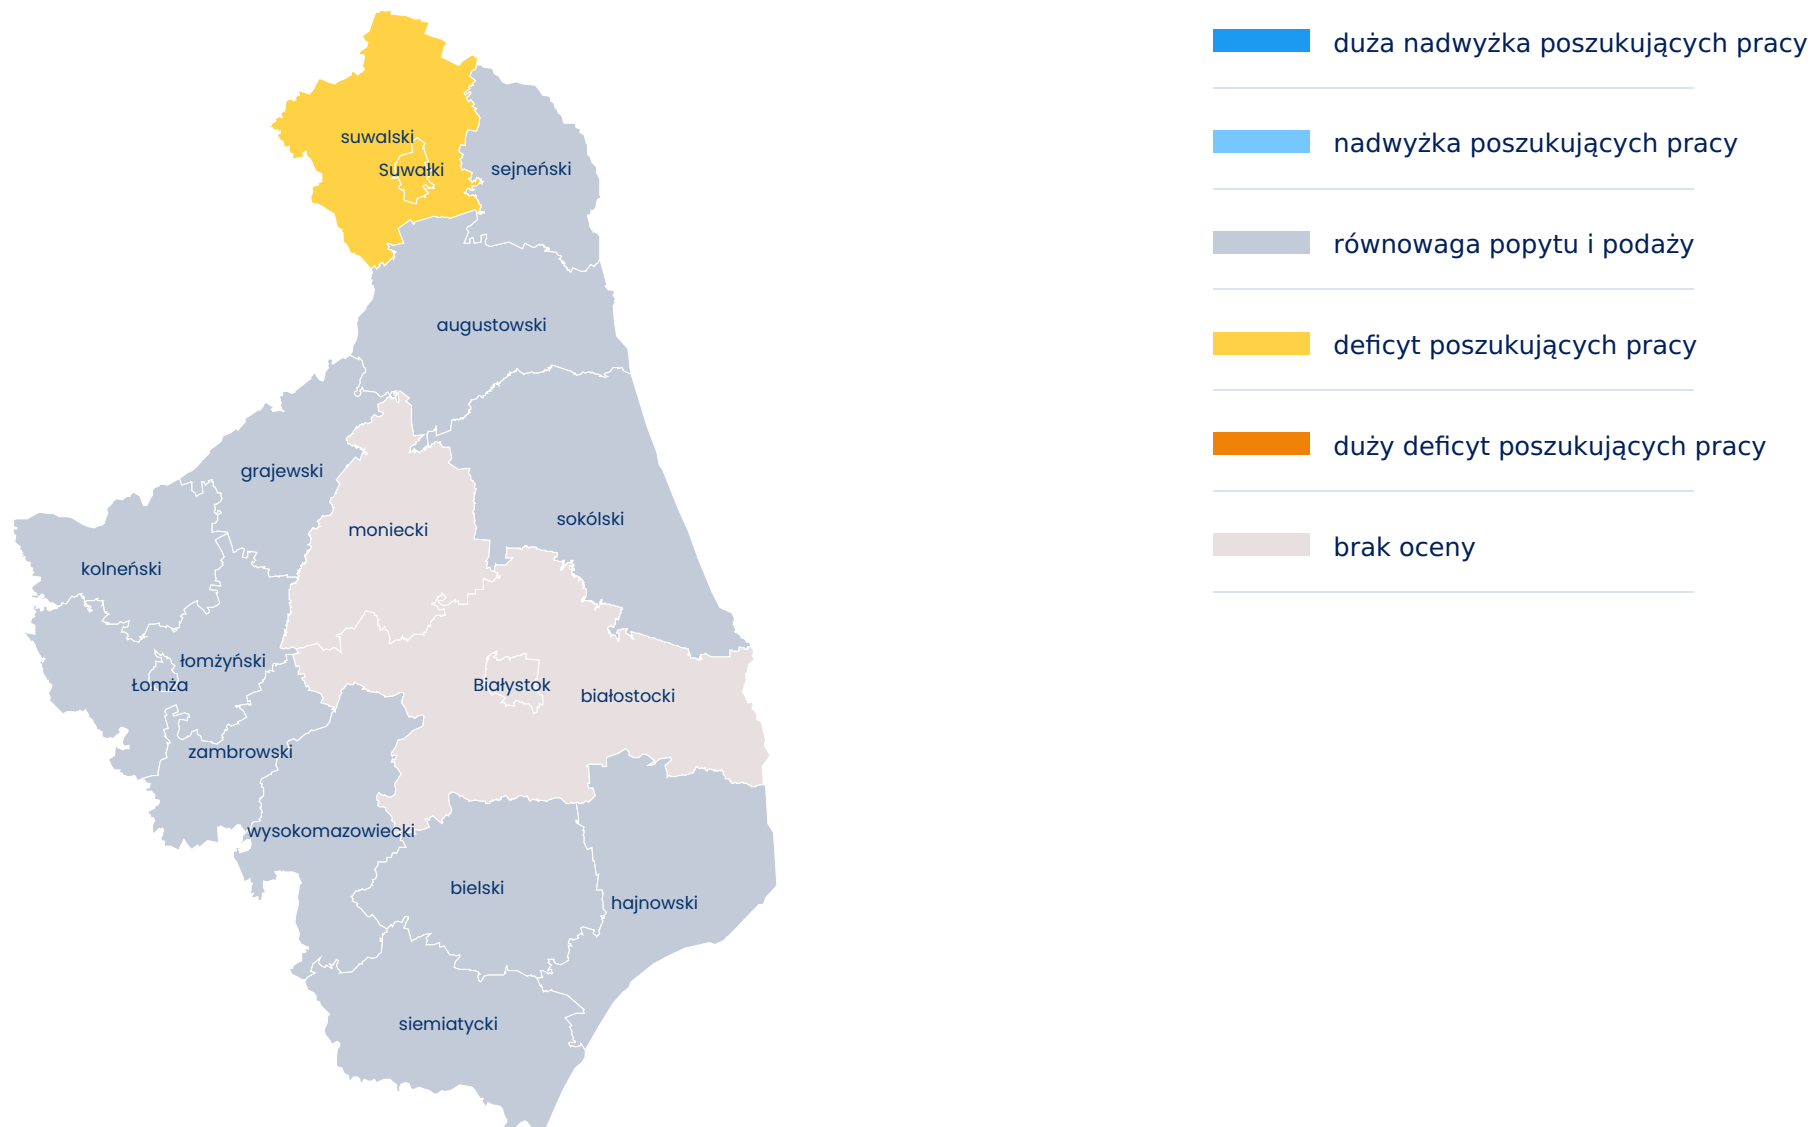 suwalski
Suwałki
sejneński
augustowski
grajewski
moniecki
sokólski
kolneński
łomżyński
Łomża
Białystok
białostocki
zambrowski
wysokomazowiecki
bielski
hajnowski
siemiatycki
duża nadwyżka poszukujących pracy
nadwyżka poszukujących pracy
równowaga popytu i podaży
deficyt poszukujących pracy
duży deficyt poszukujących pracy
brak oceny